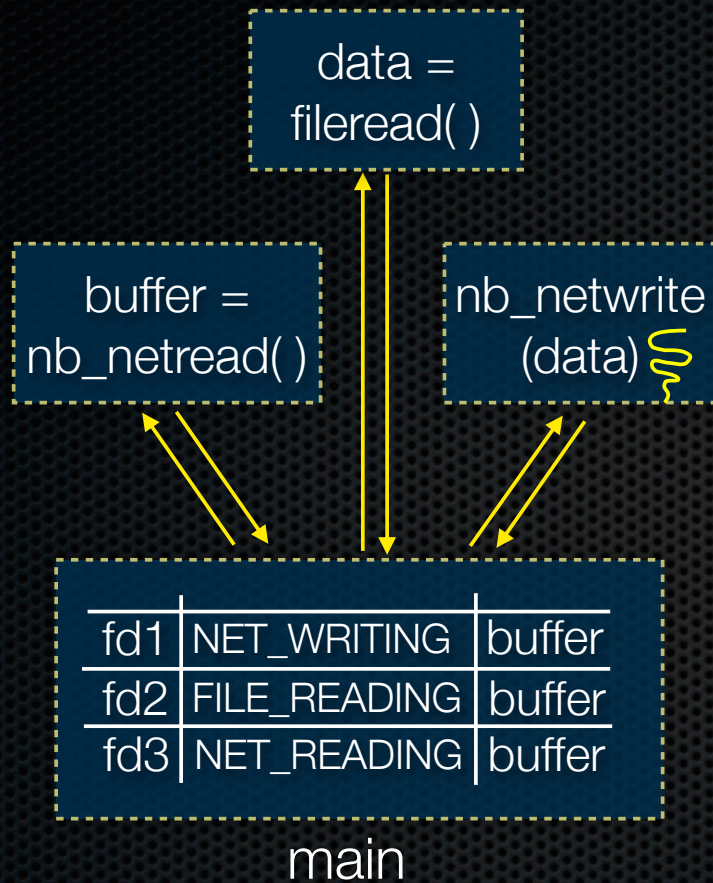 data =
fileread( )
buffer =
nb_netread( )
nb_netwrite
(data)
fd1 NET_WRITING buffer
fd2 FILE_READING buffer
fd3 NET_READING buffer
main